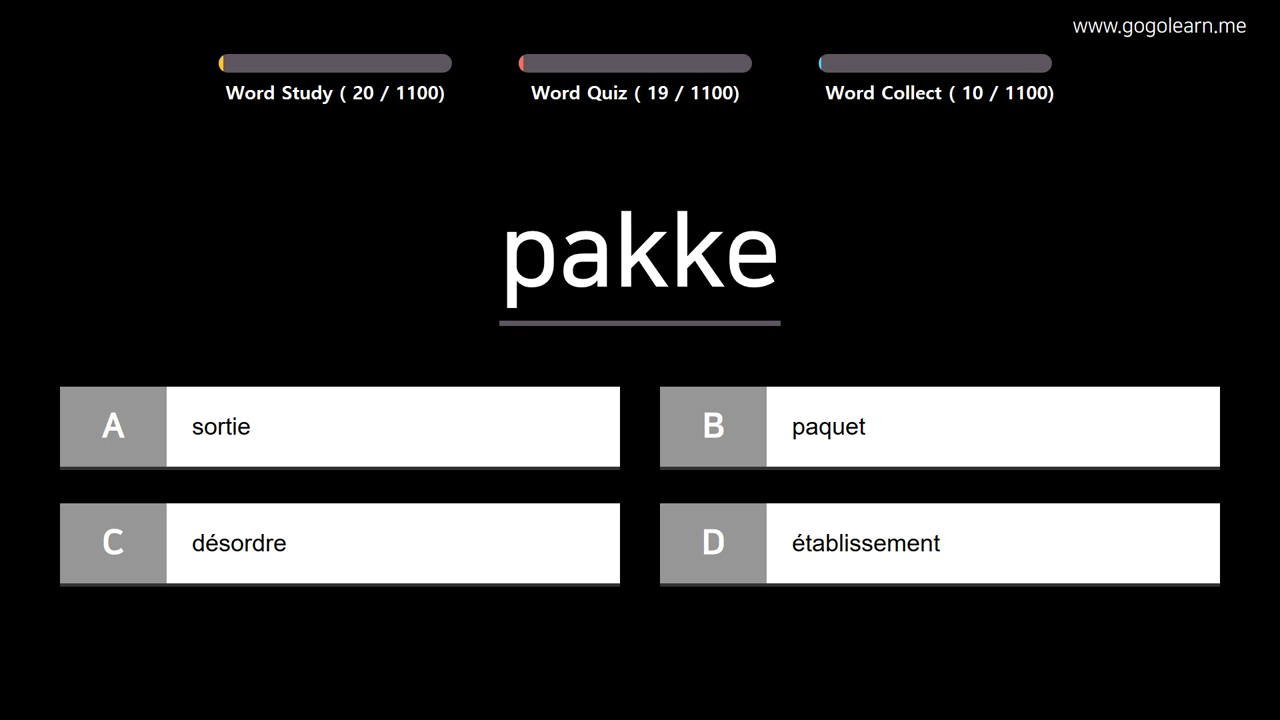 www.gogolearn.me
Word Study ( 20 / 1100)
Word Quiz ( 19 / 1100)
Word Collect ( 10 / 1100)
pakke
A sortie
B paquet
C désordre
D établissement